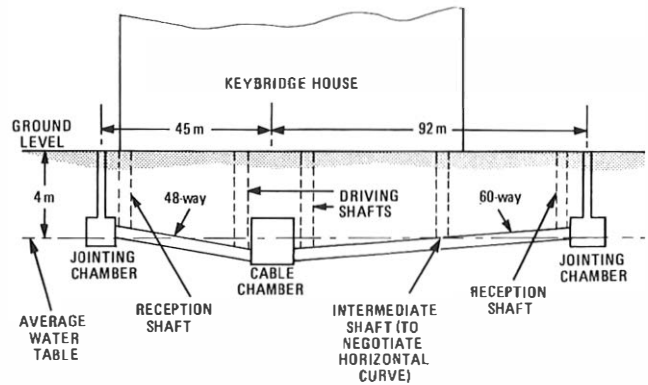 KEYBRIDGE HOUSE
GROUND
LEVEL
45 m
92 m
4 m
48-way
DRIVING
SHAFTS
60-way
JOINTING
CHAMBER
CABLE
CHAMBER
JOINTING
CHAMBER
RECEPTION
SHAFT
INTERMEDIATE
SHAFT (TO
NEGOTIATE
HORIZONTAL
CURVE)
RECEPTION
SHAFT
AVERAGE
WATER
TABLE